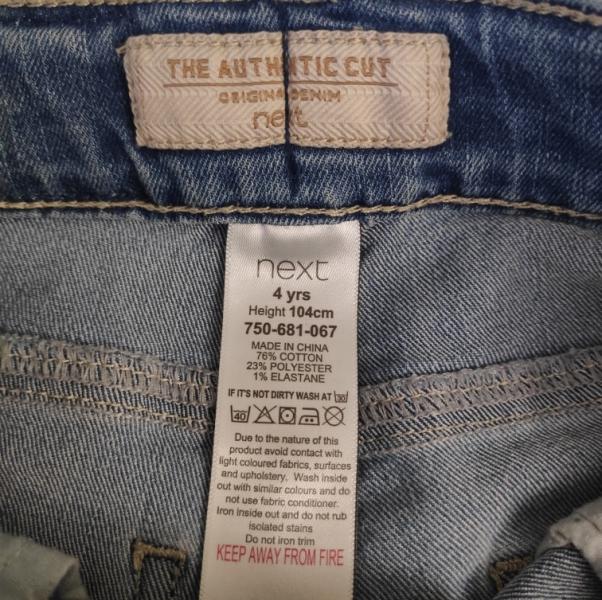 THE AUTHENTIC CUT
ORIGINAL DENIM
next
next
4 yrs
Height 104cm
750-681-067
MADE IN CHINA
76% COTTON
23% POLYESTER
1% ELASTANE
IF IT'S NOT DIRTY WASH AT 30
40
Due to the nature of this
product avoid contact with
light coloured fabrics, surfaces
and upholstery. Wash inside
out with similar colours and do
not use fabric conditioner.
Iron inside out and do not rub
isolated stains
Do not iron trim
KEEP AWAY FROM FIRE